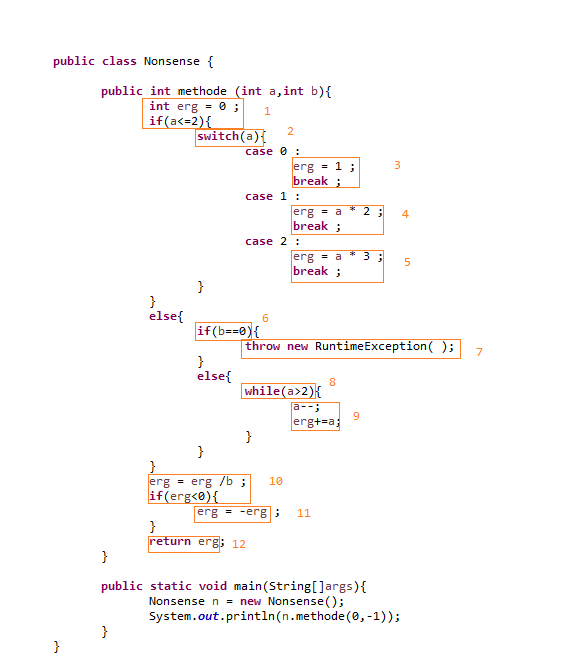 public class Nonsense {
public int methode (int a,int b){
int erg = 0 ;
if(a<=2){ 1
switch(a){ 2
case 0 :
erg = 1 ; 3
break ;
case 1 :
erg = a * 2 ; 4
break ;
case 2 :
erg = a * 3 ; 5
break ;
}
}
else{ 6
if(b==0){
throw new RuntimeException( ); 7
}
else{
while(a>2){ 8
a--;
erg+=a; 9
}
}
}
erg = erg /b ; 10
if(erg<0){
erg = -erg ; 11
}
return erg; 12
}
public static void main(String[]args){
Nonsense n = new Nonsense();
System.out.println(n.methode(0,-1));
}
}